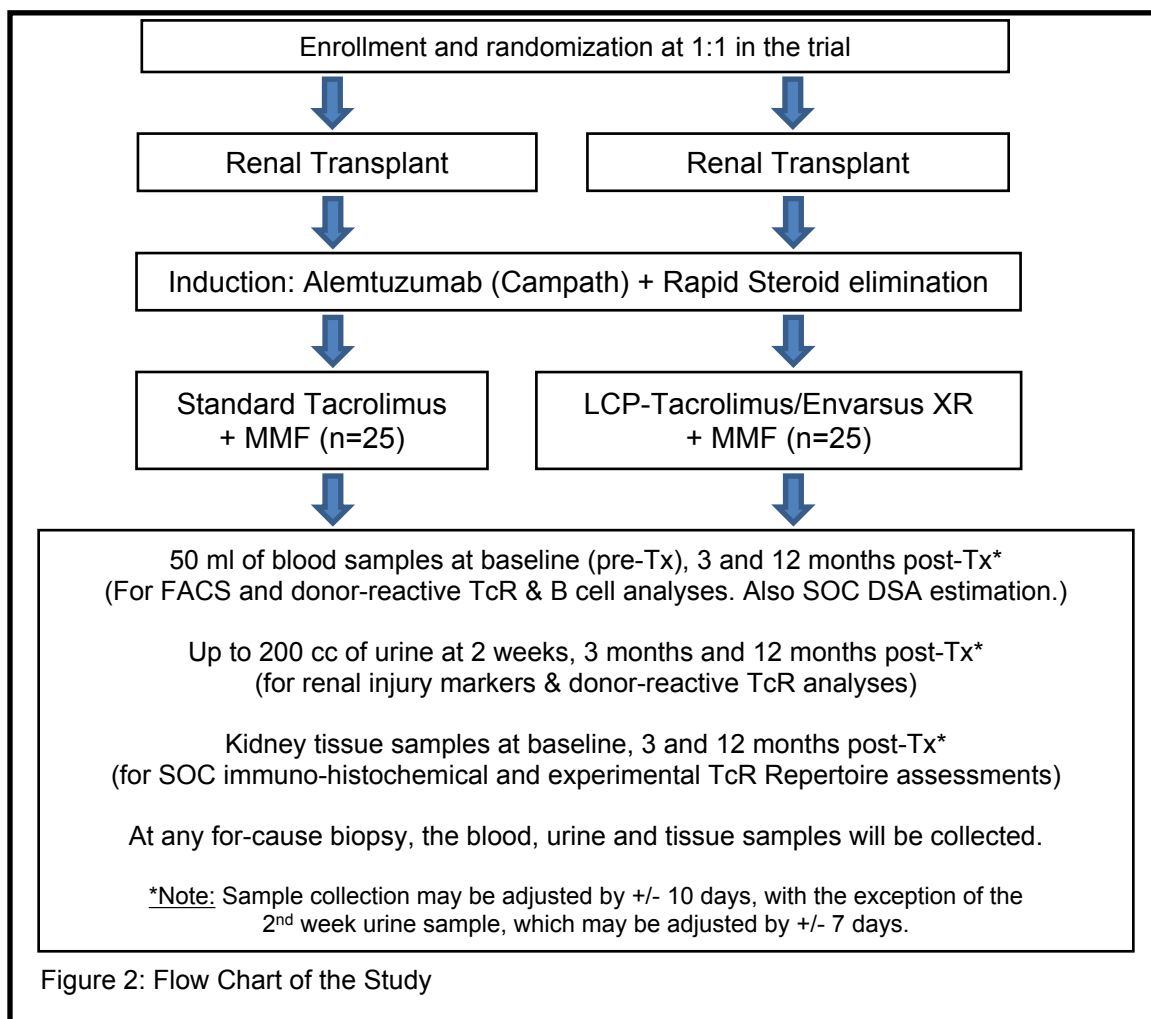 Enrollment and randomization at 1:1 in the trial
Renal Transplant
Renal Transplant
Induction: Alemtuzumab (Campath) + Rapid Steroid elimination
Standard Tacrolimus
+ MMF (n=25)
LCP-Tacrolimus/Envarsus XR
+ MMF (n=25)
50 ml of blood samples at baseline (pre-Tx), 3 and 12 months post-Tx*
(For FACS and donor-reactive TcR & B cell analyses. Also SOC DSA estimation.)
Up to 200 cc of urine at 2 weeks, 3 months and 12 months post-Tx*
(for renal injury markers & donor-reactive TcR analyses)
Kidney tissue samples at baseline, 3 and 12 months post-Tx*
(for SOC immuno-histochemical and experimental TcR Repertoire assessments)
At any for-cause biopsy, the blood, urine and tissue samples will be collected.
*Note: Sample collection may be adjusted by +/- 10 days, with the exception of the
2nd week urine sample, which may be adjusted by +/- 7 days.
Figure 2: Flow Chart of the Study